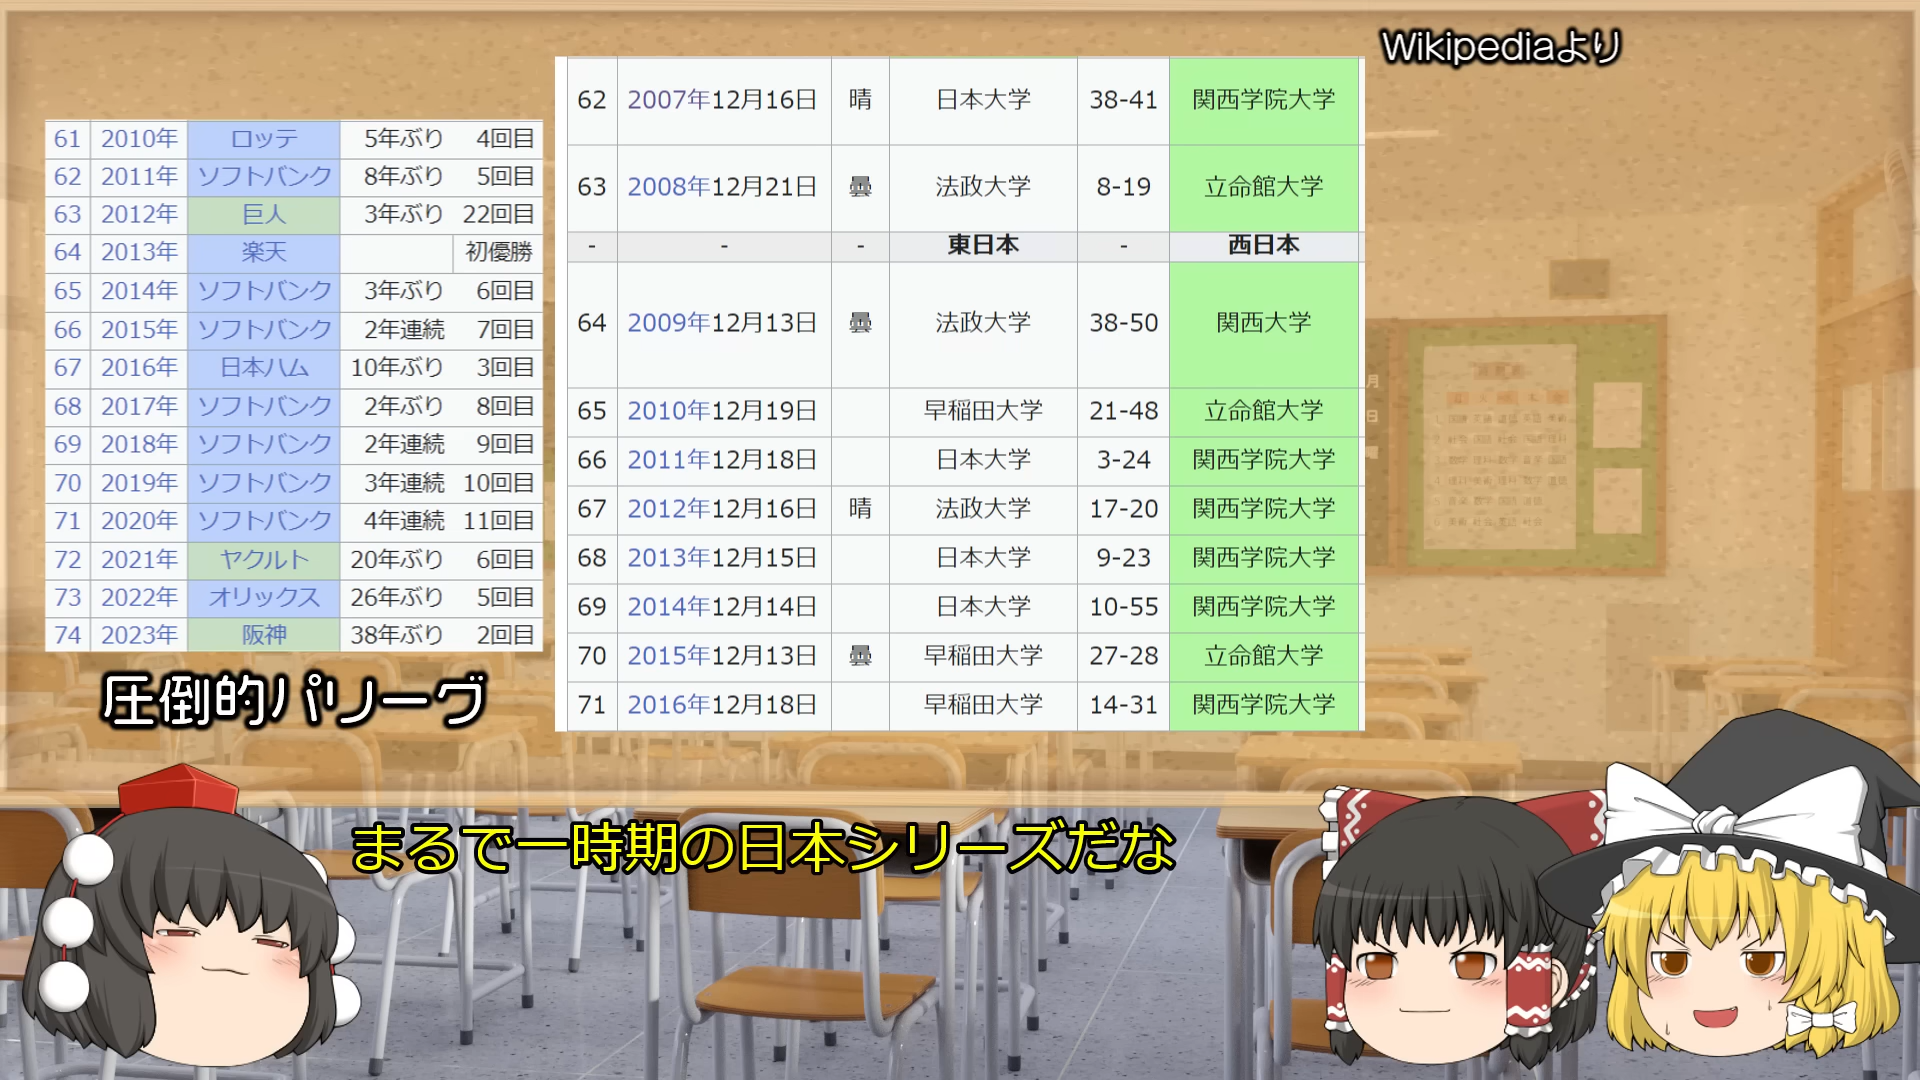 Wikipediaより
61 2010年 ロッテ 5年ぶり 4回目
62 2011年 ソフトバンク 8年ぶり 5回目
63 2012年 巨人 3年ぶり 22回目
64 2013年 楽天 初優勝
65 2014年 ソフトバンク 3年ぶり 6回目
66 2015年 ソフトバンク 2年連続 7回目
67 2016年 日本ハム 10年ぶり 3回目
68 2017年 ソフトバンク 2年ぶり 8回目
69 2018年 ソフトバンク 2年連続 9回目
70 2019年 ソフトバンク 3年連続 10回目
71 2020年 ソフトバンク 4年連続 11回目
72 2021年 ヤクルト 20年ぶり 6回目
73 2022年 オリックス 26年ぶり 5回目
74 2023年 阪神 38年ぶり 2回目
圧倒的パリーグ
62 2007年12月16日 晴 日本大学 38-41 関西学院大学
63 2008年12月21日 曇 法政大学 8-19 立命館大学
- - - 東日本 - 西日本
64 2009年12月13日 曇 法政大学 38-50 関西大学
65 2010年12月19日 早稲田大学 21-48 立命館大学
66 2011年12月18日 日本大学 3-24 関西学院大学
67 2012年12月16日 晴 法政大学 17-20 関西学院大学
68 2013年12月15日 日本大学 9-23 関西学院大学
69 2014年12月14日 日本大学 10-55 関西学院大学
70 2015年12月13日 曇 早稲田大学 27-28 立命館大学
71 2016年12月18日 早稲田大学 14-31 関西学院大学
月
日
まるで一時期の日本シリーズだな